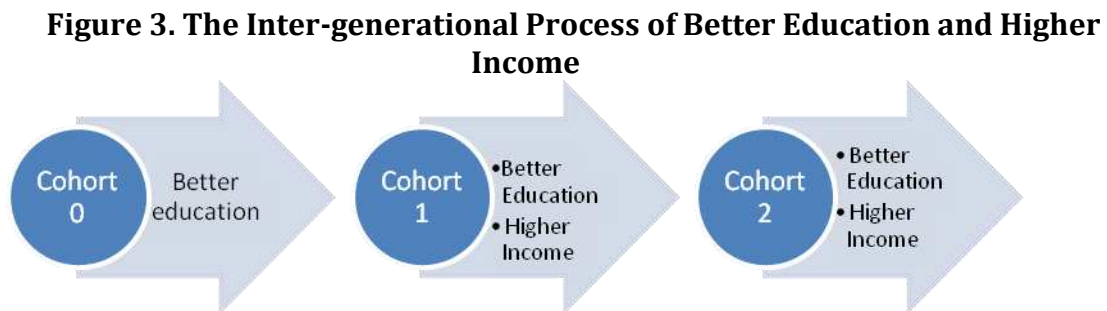 Figure 3. The Inter-generational Process of Better Education and Higher
Income
Cohort
0
Better
education
Cohort
1
•Better
Education
• Higher
Income
Cohort
2
• Better
Education
• Higher
Income